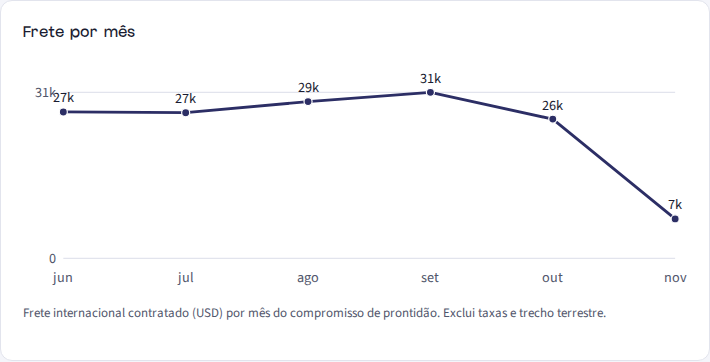 Frete por mês
31k
27k
27k
29k
31k
26k
7k
0
jun jul ago set out nov
Frete internacional contratado (USD) por mês do compromisso de prontidão. Exclui taxas e trecho terrestre.